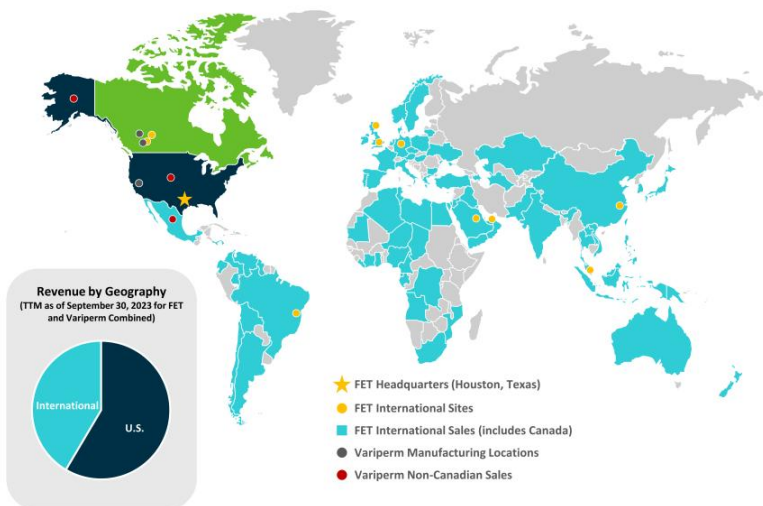 Revenue by Geography
(TTM as of September 30, 2023 for FET
and Variperm Combined)
International
U.S.
FET Headquarters (Houston, Texas)
FET International Sites
FET International Sales (includes Canada)
Variperm Manufacturing Locations
Variperm Non-Canadian Sales